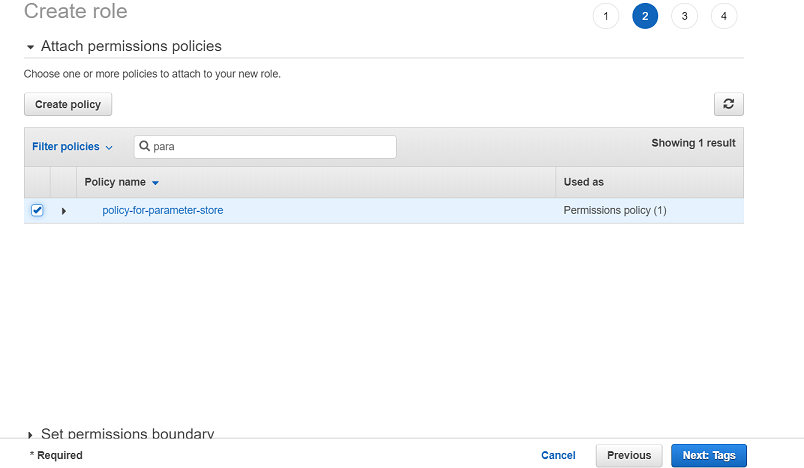 Create role
1 2 3 4
Attach permissions policies
Choose one or more policies to attach to your new role.
Create policy
Filter policies para Showing 1 result
Policy name Used as
policy-for-parameter-store Permissions policy (1)
Set permissions boundary
* Required Cancel Previous Next: Tags